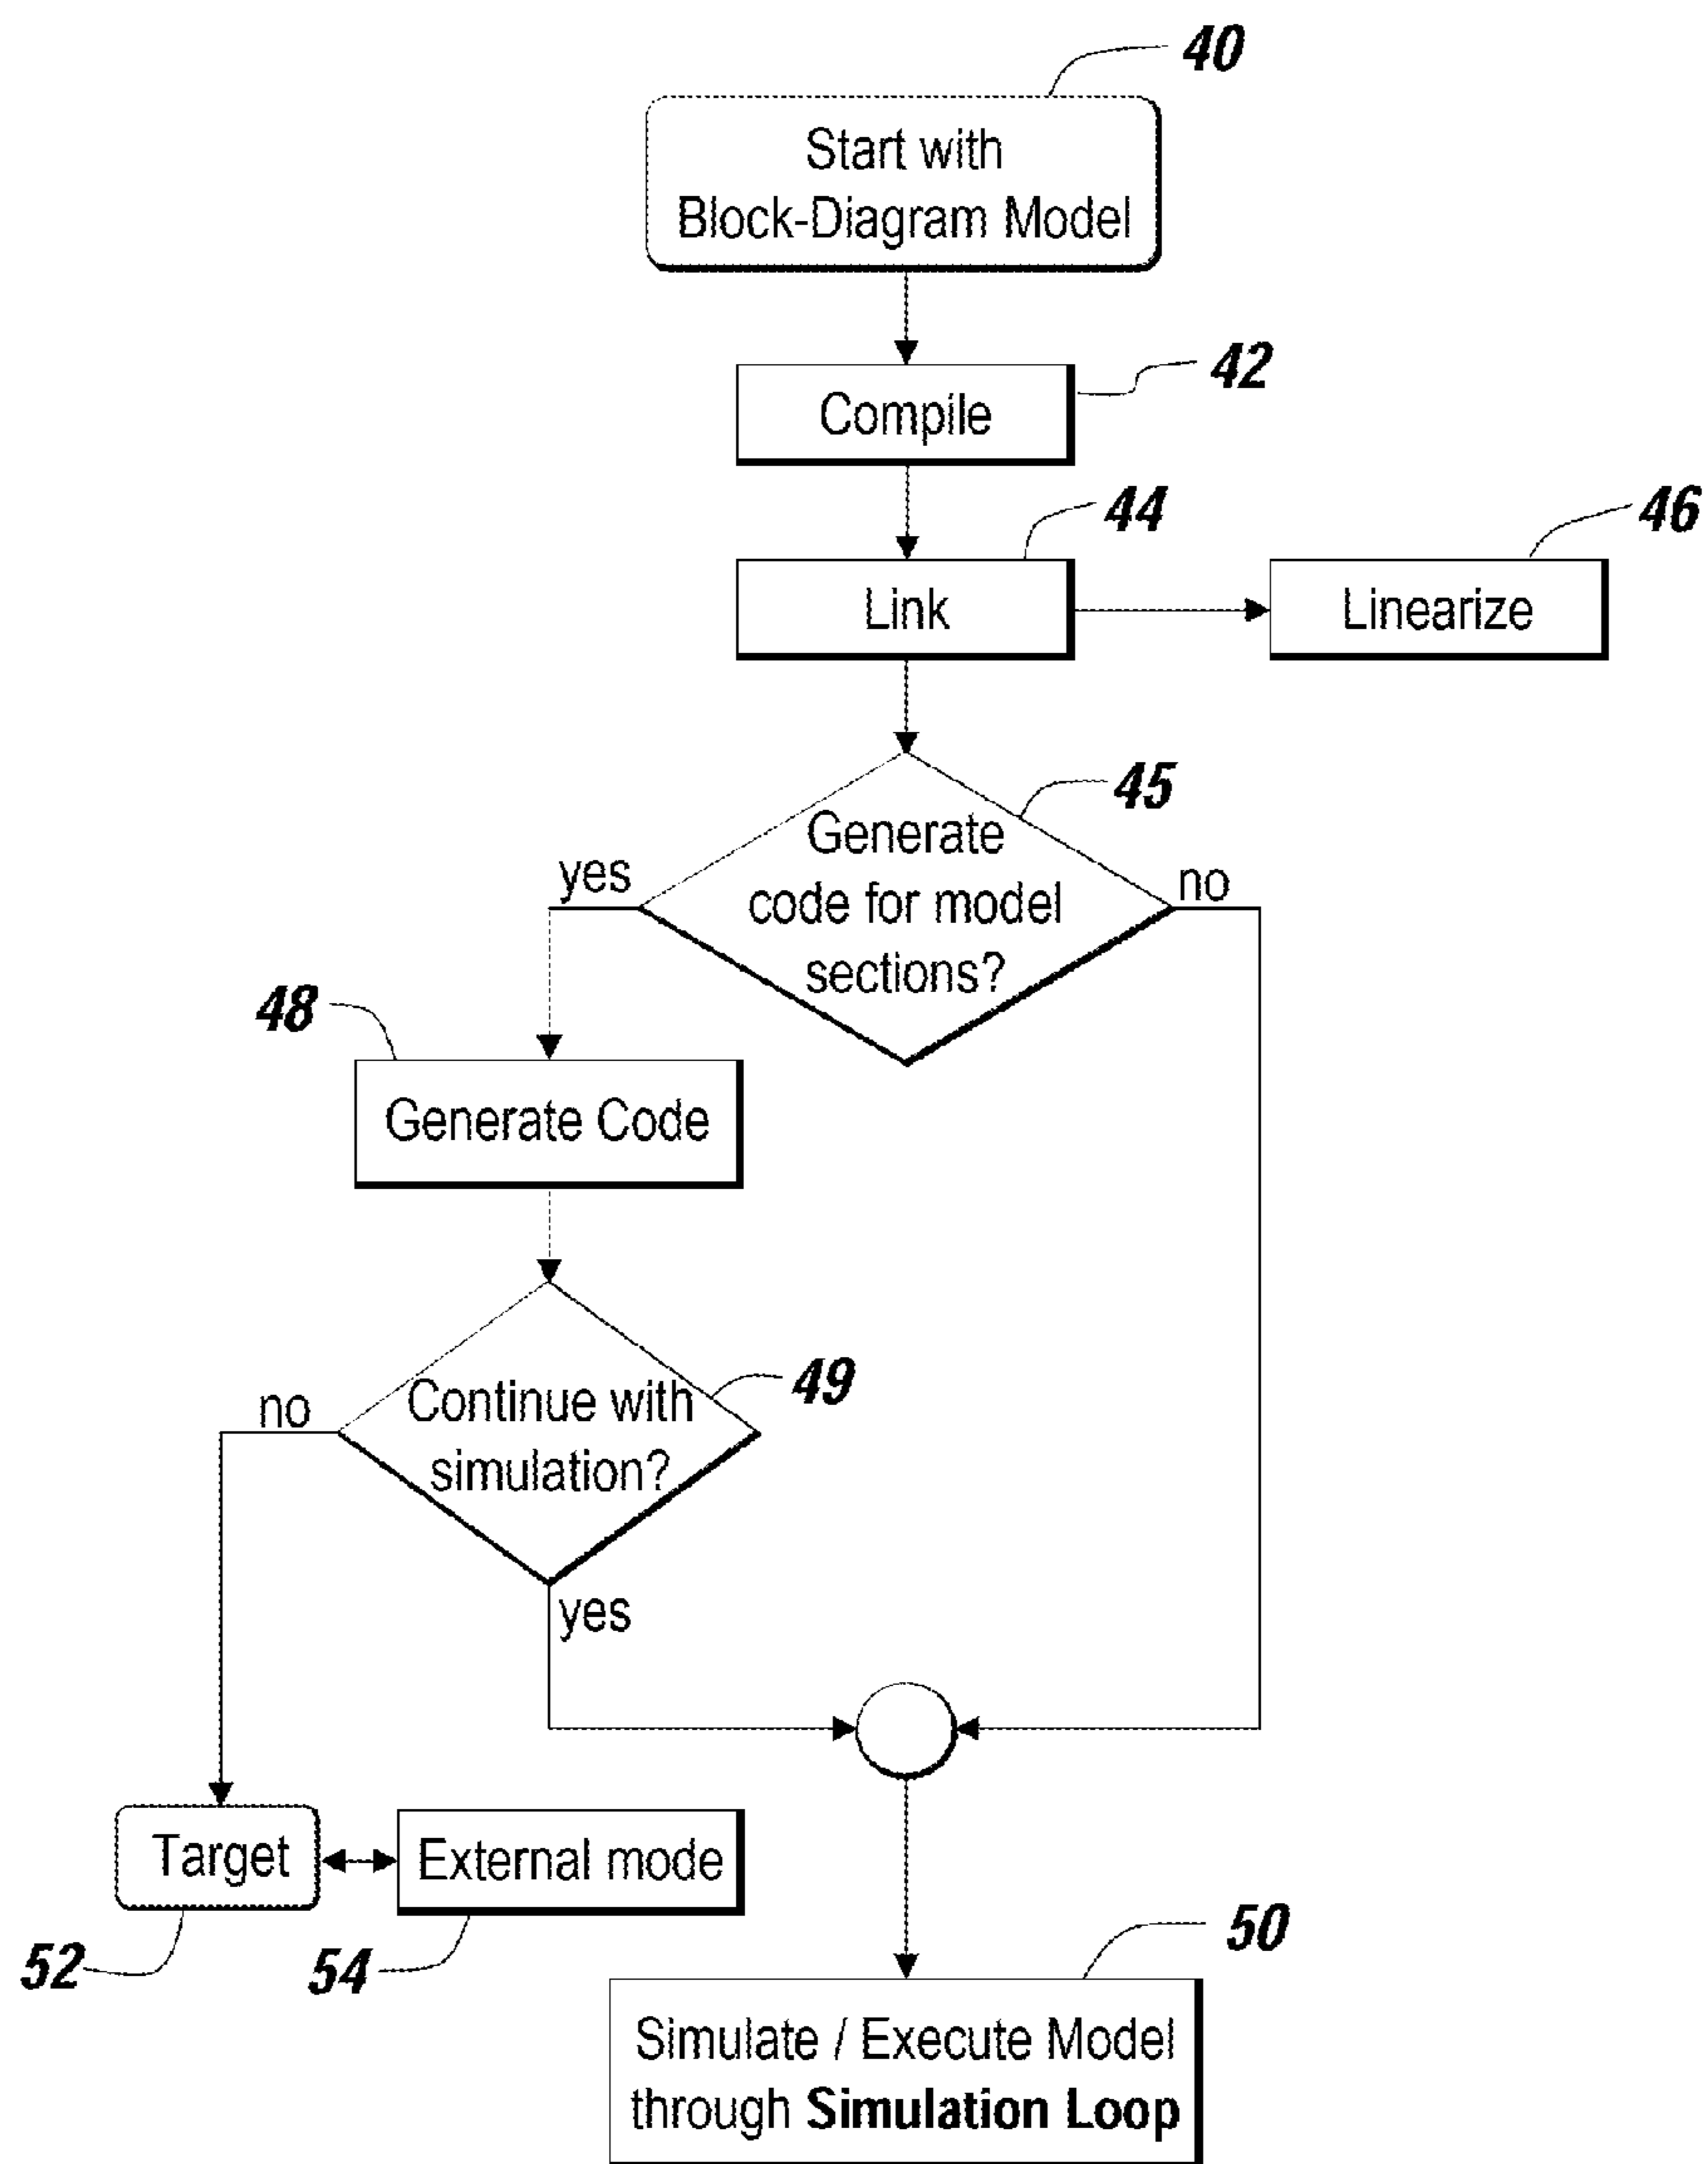 40
Start with
Block-Diagram Model
42
Compile
44
46
Link
Linearize
45
Generate
code for model
sections?
yes
no
48
Generate Code
49
Continue with
simulation?
no
yes
Target
External mode
52
54
50
Simulate / Execute Model
through Simulation Loop